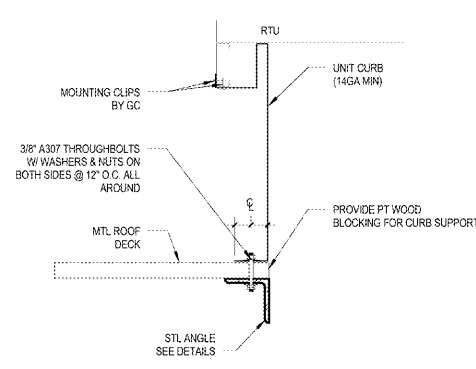 RTU
UNIT CURB
(14GA MIN)
MOUNTING CLIPS
BY GC
3/8" A307 THROUGHBOLTS
W/ WASHERS & NUTS ON
BOTH SIDES @ 12" O.C. ALL
AROUND
℄
PROVIDE PT WOOD
BLOCKING FOR CURB SUPPORT
MTL ROOF
DECK
STL ANGLE
SEE DETAILS